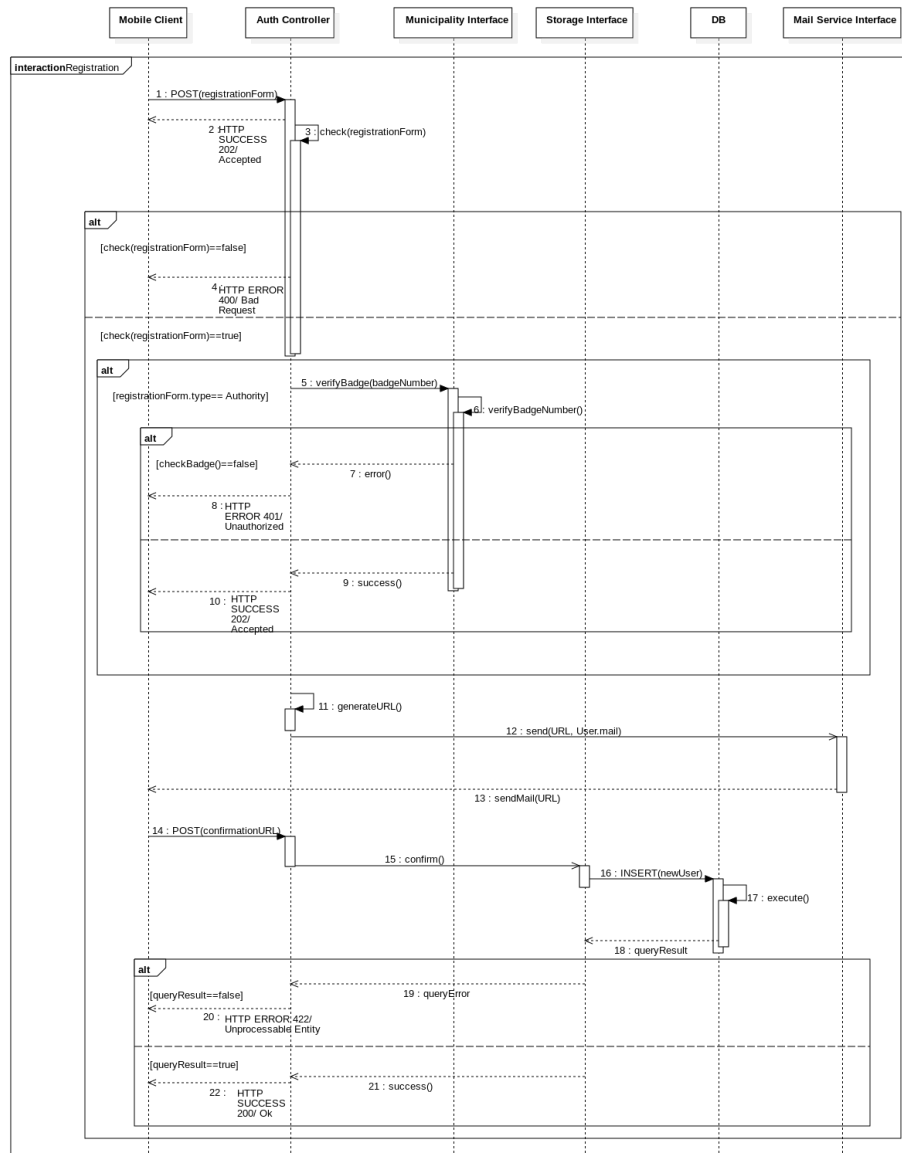 Mobile Client
Auth Controller
Municipality Interface
Storage Interface
DB
Mail Service Interface
interactionRegistration
1 : POST(registrationForm)
2 :HTTP
SUCCESS
202/
Accepted
3 : check(registrationForm)
alt
[check(registrationForm)==false]
4 :
HTTP ERROR
400/ Bad
Request
[check(registrationForm)==true]
alt
5 : verifyBadge(badgeNumber)
[registrationForm.type== Authority]
6 : verifyBadgeNumber()
alt
[checkBadge()==false]
7 : error()
8 : HTTP
ERROR 401/
Unauthorized
9 : success()
10 : HTTP
SUCCESS
202/
Accepted
11 : generateURL()
12 : send(URL, User.mail)
13 : sendMail(URL)
14 : POST(confirmationURL)
15 : confirm()
16 : INSERT(newUser)
17 : execute()
18 : queryResult
alt
19 : queryError
[queryResult==false]
20 : HTTP ERROR 422/
Unprocessable Entity
[queryResult==true]
21 : success()
22 : HTTP
SUCCESS
200/ Ok